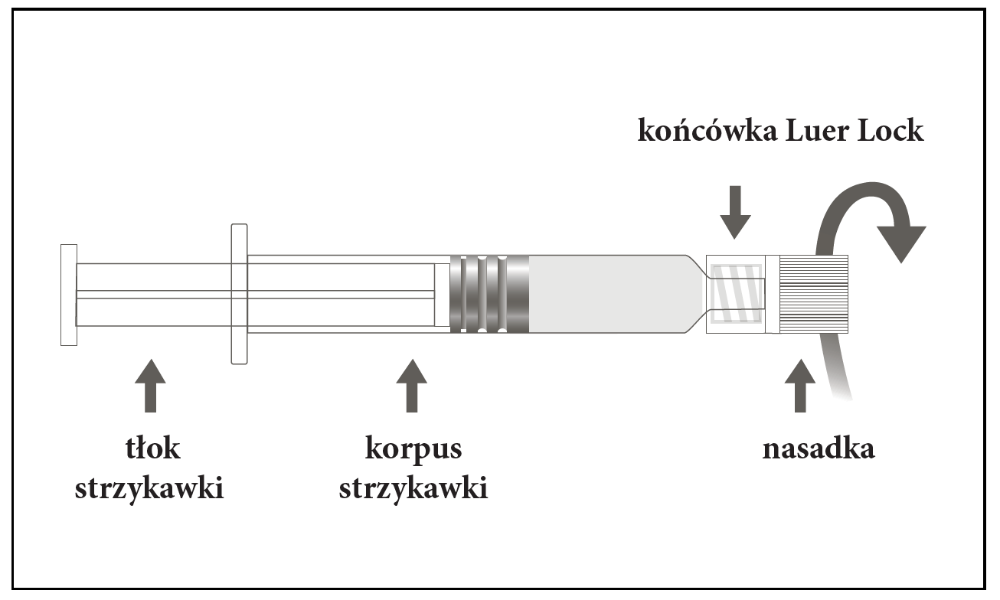 końcówka Luer Lock
tłok
strzykawki
korpus
strzykawki
nasadka